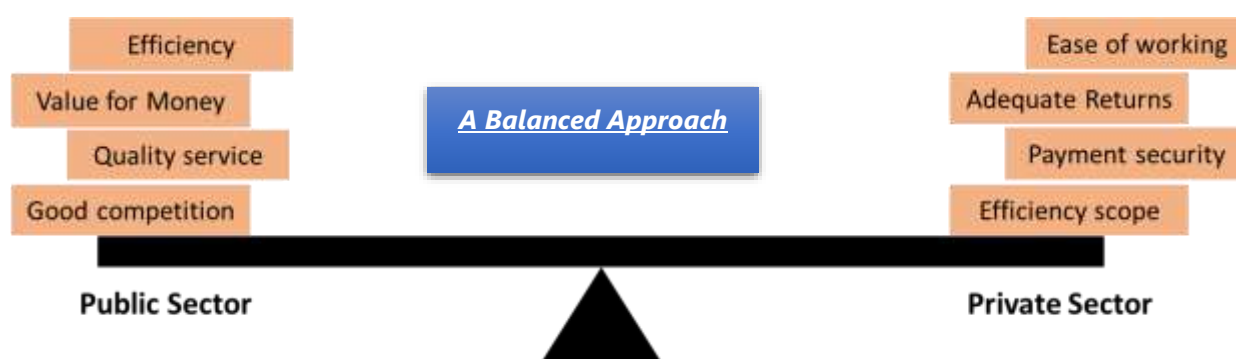 Efficiency
Value for Money
Quality service
Good competition
Public Sector
A Balanced Approach
Ease of working
Adequate Returns
Payment security
Efficiency scope
Private Sector